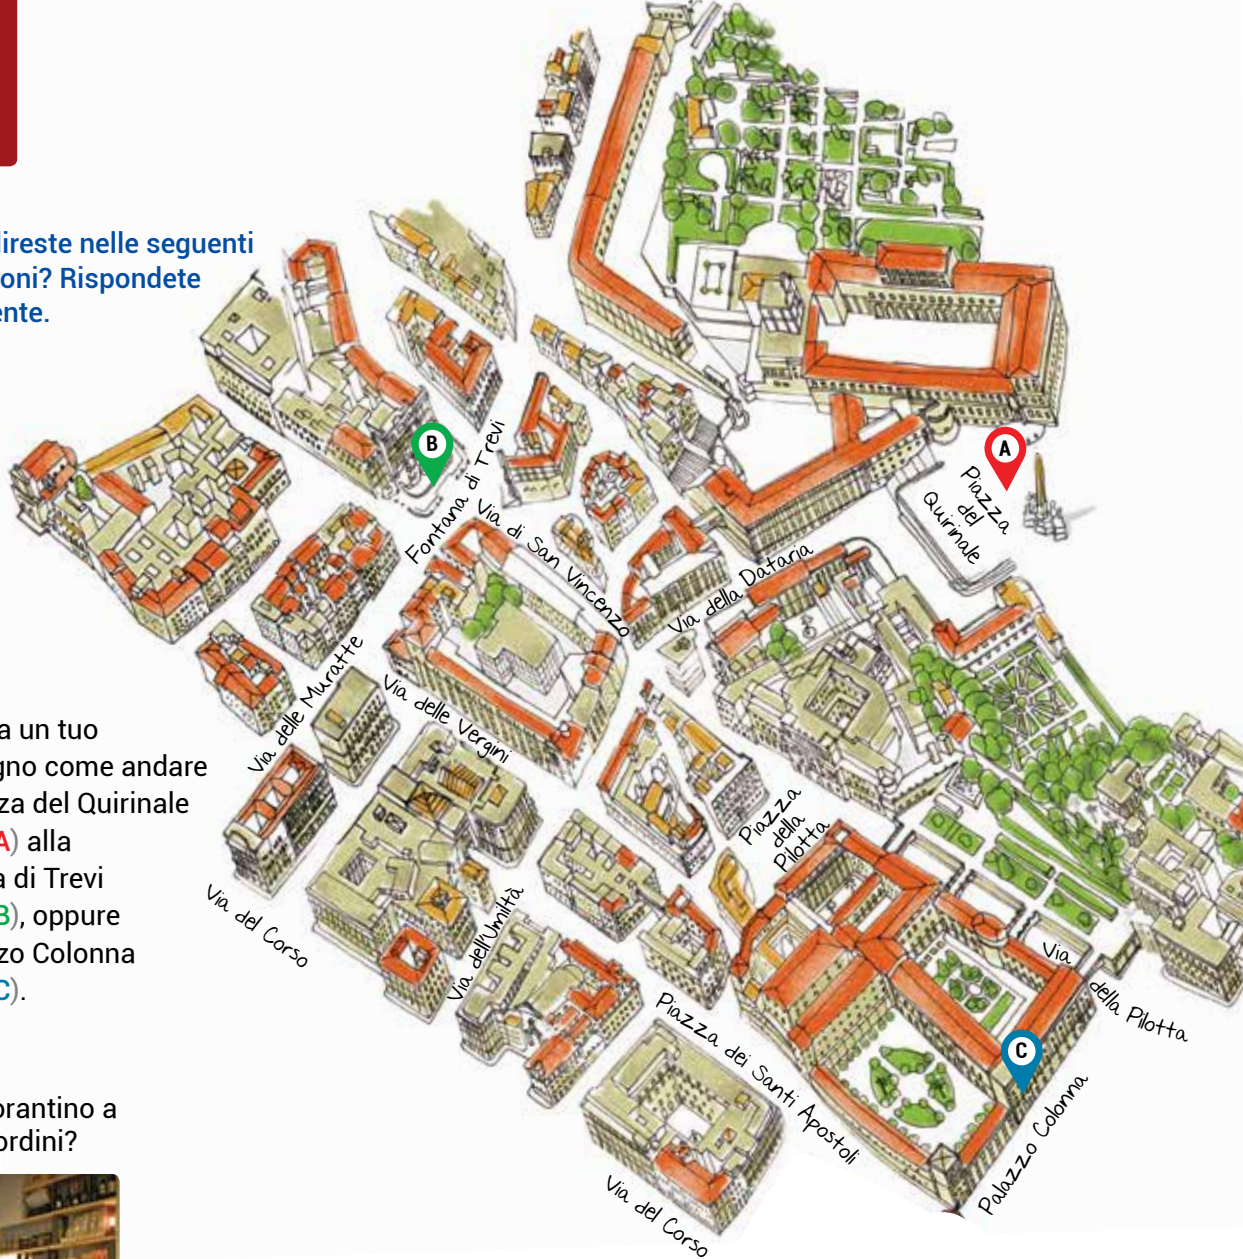 direste nelle seguenti
oni? Rispondete
ente.
B
Fontana di Trevi
A
Piazza
del
Quirinale
Via di San Vincenzo
Via della Dataria
Via delle Muratte
Via delle Vergini
a un tuo
gno come andare
za del Quirinale
A) alla
a di Trevi
B), oppure
zo Colonna
C).
Piazza
della
Pilotta
Via del Corso
Via dell'Umiltà
Via
della Pilotta
Piazza dei Santi Apostoli
C
Palazzo Colonna
orantino a
ordini?
Via del Corso